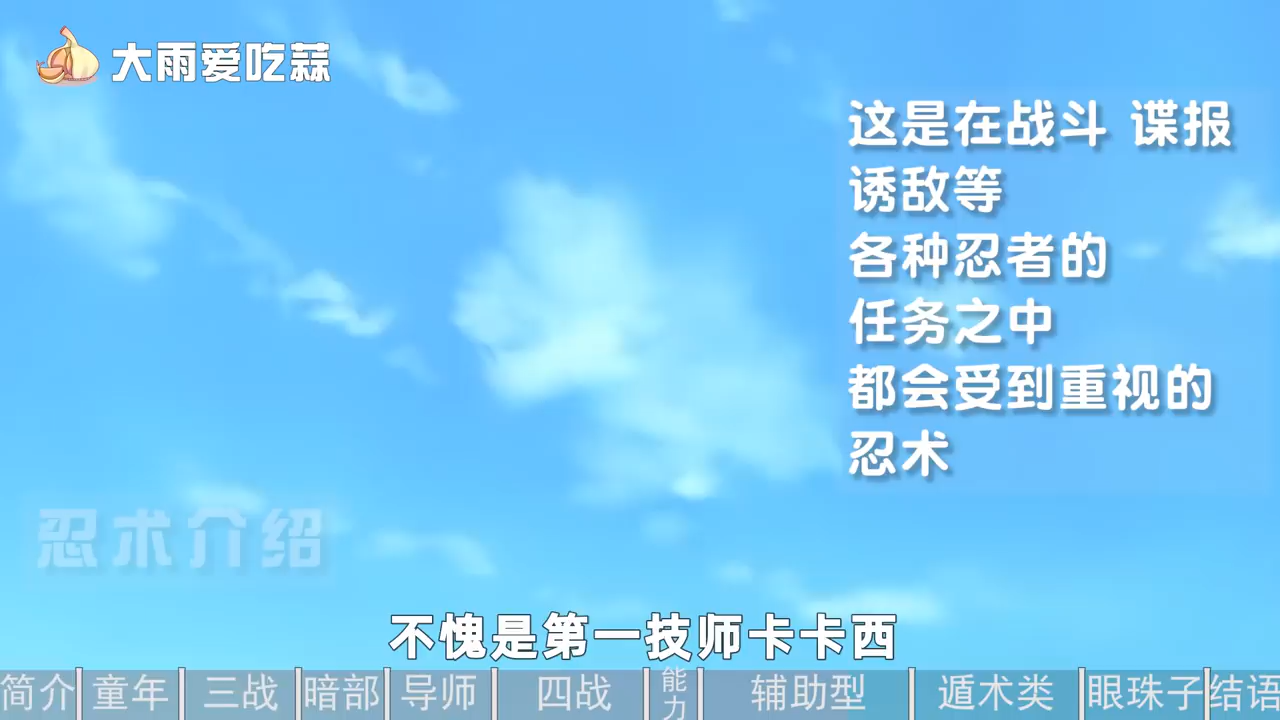 大雨爱吃蒜
这是在战斗 谍报
诱敌等
各种忍者的
任务之中
都会受到重视的
忍术
忍术介绍
不愧是第一技师卡卡西
简介 童年 三战 暗部 导师 四战 能力 辅助型 遁术类 眼珠子 结语